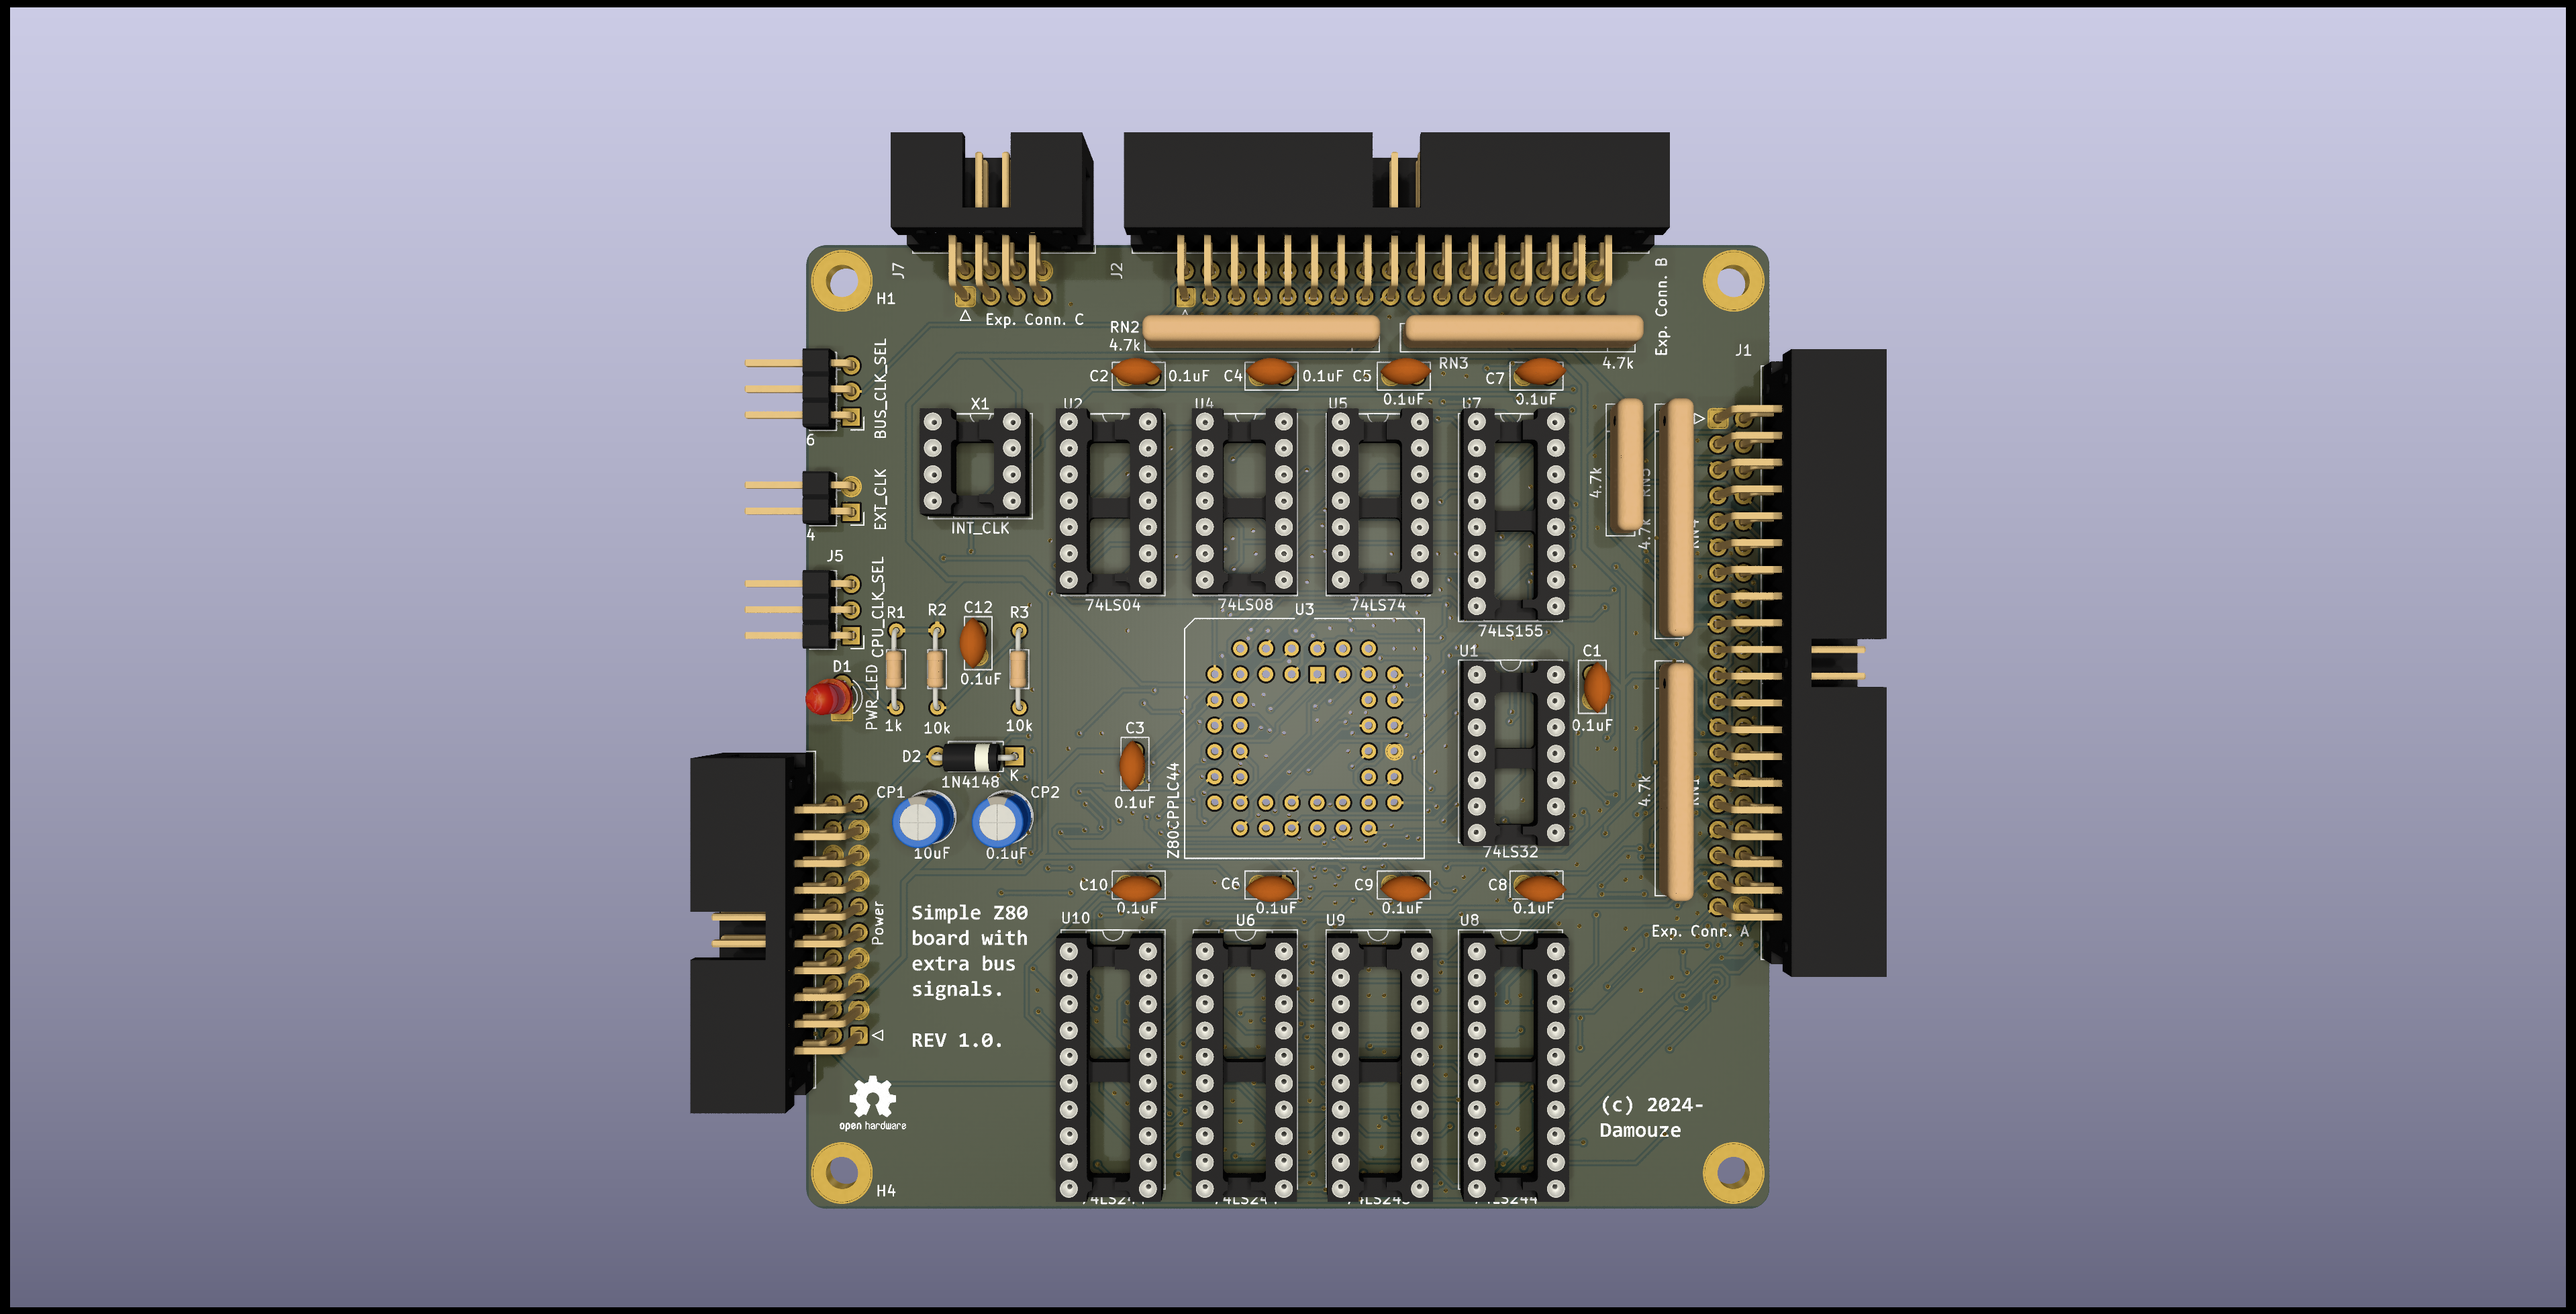 J7
J2
H1
Exp. Conn. C
Exp. Conn. B
RN2
4.7k
RN3
4.7k
J1
BUS_CLK_SEL
6
C2
0.1uF
C4
0.1uF
C5
0.1uF
C7
0.1uF
X1
U2
U4
U5
U7
INT_CLK
EXT_CLK
4
4.7k
4.7k
J5
CPU_CLK_SEL
74LS04
74LS08
74LS74
74LS155
R1
R2
C12
R3
U3
U1
C1
D1
PWR_LED
1k
10k
0.1uF
10k
0.1uF
D2
1N4148
K
C3
0.1uF
Z80CPPLC44
CP1
CP2
10uF
0.1uF
74LS32
4.7k
RN1
C10
0.1uF
C6
0.1uF
C9
0.1uF
C8
0.1uF
U10
U6
U9
U8
Power
Exp. Conn. A
Simple Z80
board with
extra bus
signals.
REV 1.0.
open hardware
(c) 2024-
Damouze
H4
74LS244